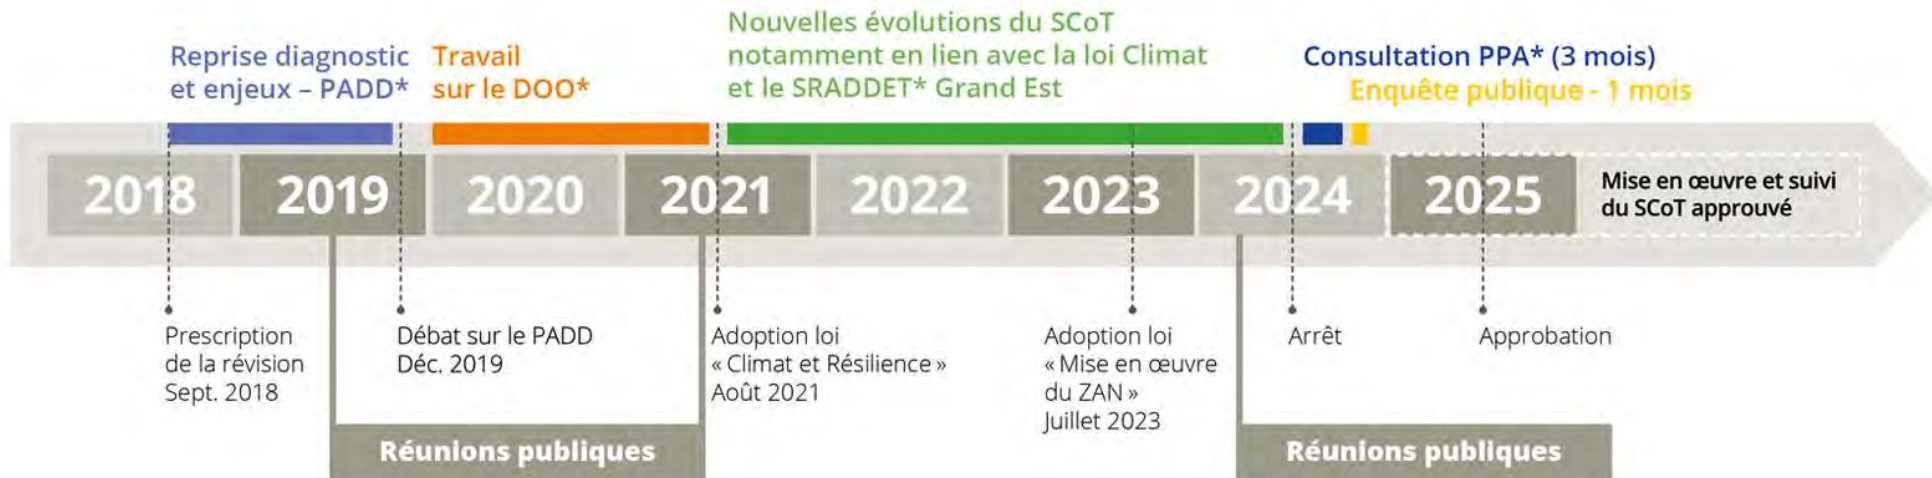 Reprise diagnostic
et enjeux – PADD*
Travail
sur le DOO*
Nouvelles évolutions du SCoT
notamment en lien avec la loi Climat
et le SRADDET* Grand Est
Consultation PPA* (3 mois)
Enquête publique - 1 mois
2018
2019
2020
2021
2022
2023
2024
2025
Mise en œuvre et suivi
du SCoT approuvé
Prescription
de la révision
Sept. 2018
Débat sur le PADD
Déc. 2019
Adoption loi
« Climat et Résilience »
Août 2021
Adoption loi
« Mise en œuvre
du ZAN »
Juillet 2023
Arrêt
Approbation
Réunions publiques
Réunions publiques